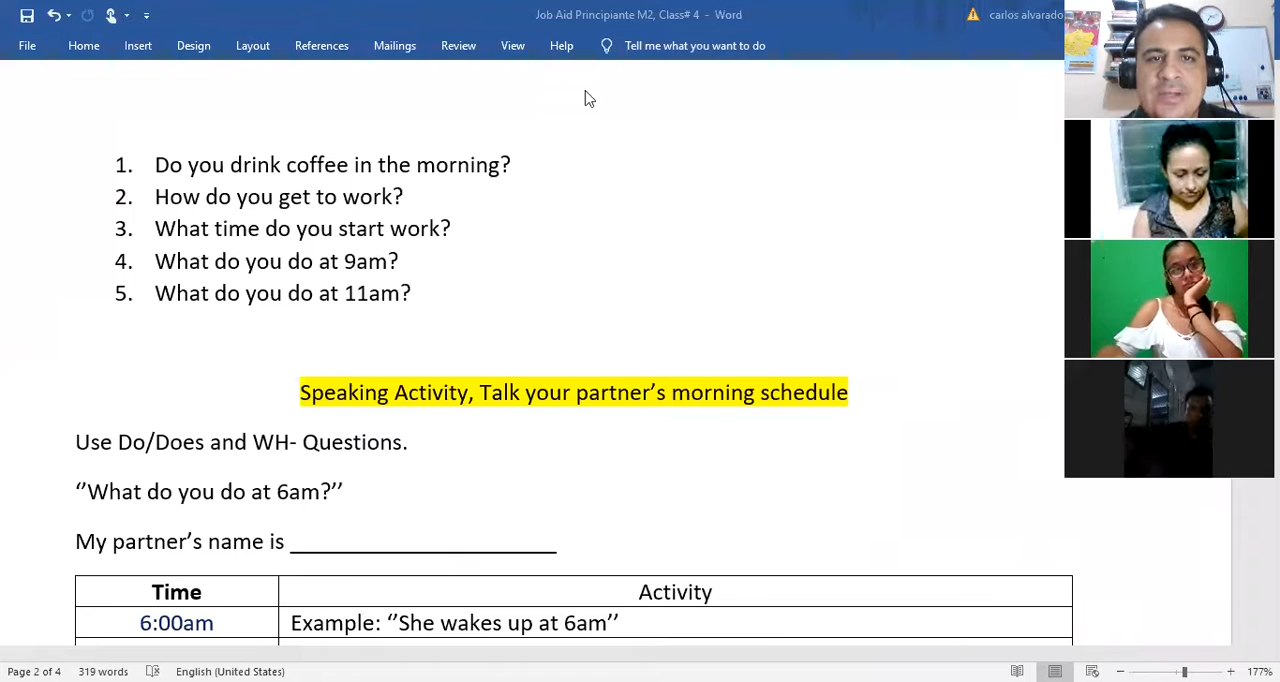 Job Aid Principiante M2, Class# 4 - Word
carlos alvarado
File Home Insert Design Layout References Mailings Review View Help Tell me what you want to do
1. Do you drink coffee in the morning?
2. How do you get to work?
3. What time do you start work?
4. What do you do at 9am?
5. What do you do at 11am?
Speaking Activity, Talk your partner’s morning schedule
Use Do/Does and WH- Questions.
‘’What do you do at 6am?’’
My partner’s name is ______________________
Time Activity
6:00am Example: ‘’She wakes up at 6am’’
Page 2 of 4 319 words English (United States) 177%